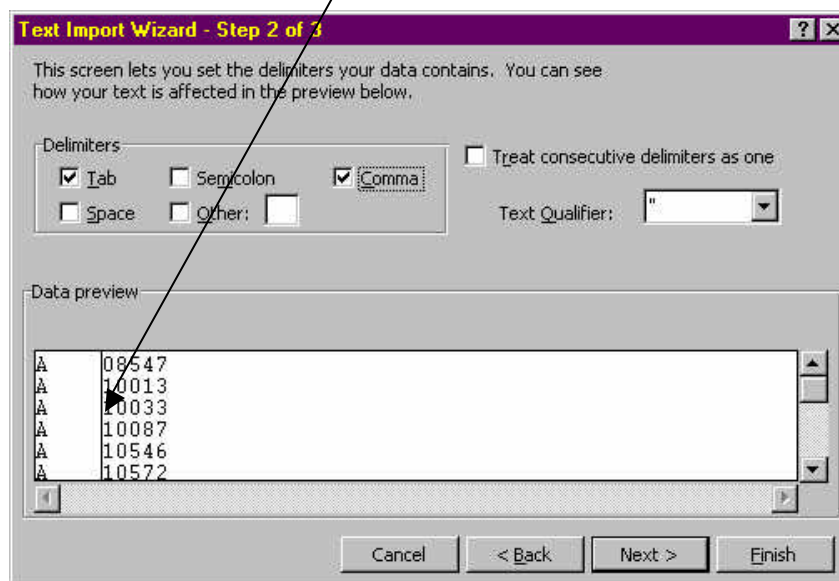 Text Import Wizard - Step 2 of 3
This screen lets you set the delimiters your data contains. You can see
how your text is affected in the preview below.
Delimiters
Tab
Semicolon
Comma
Space
Other:
Treat consecutive delimiters as one
Text Qualifier: "
Data preview
A 08547
A 10013
A 10033
A 10087
A 10546
A 10572
Cancel
< Back
Next >
Finish